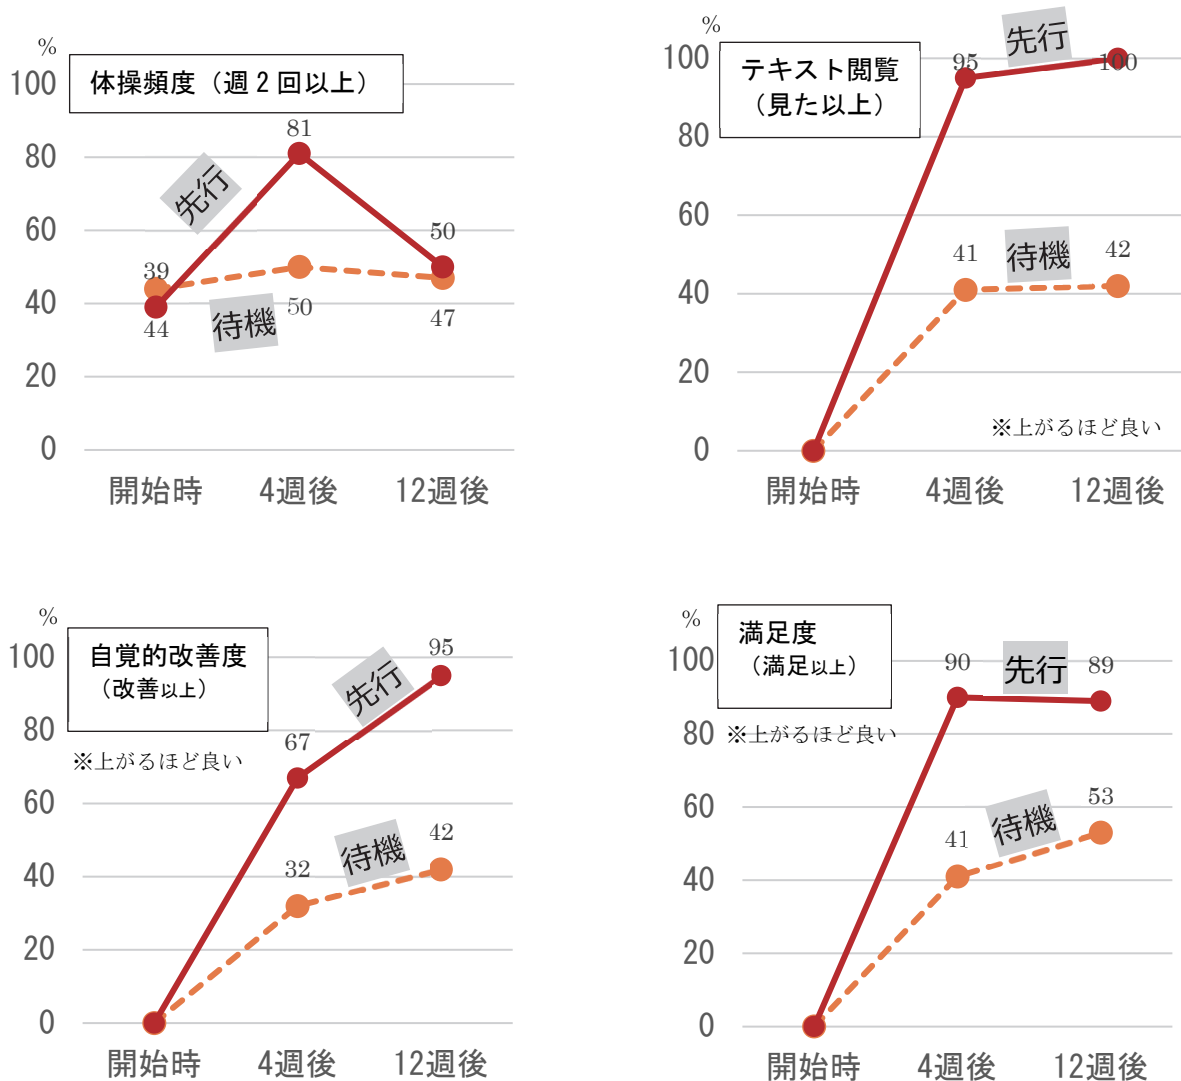 %
体操頻度（週２回以上）
100
80
60
40
20
0
81
先行
50
39
44
待機
50
47
開始時
4週後
12週後
%
テキスト閲覧
（見た以上）
100
80
60
40
20
0
先行
95
100
待機
41
42
※上がるほど良い
開始時
4週後
12週後
%
自覚的改善度
（改善以上）
※上がるほど良い
100
80
60
40
20
0
95
先行
67
待機
42
32
開始時
4週後
12週後
%
満足度
（満足以上）
※上がるほど良い
100
80
60
40
20
0
90
先行
89
53
待機
41
開始時
4週後
12週後